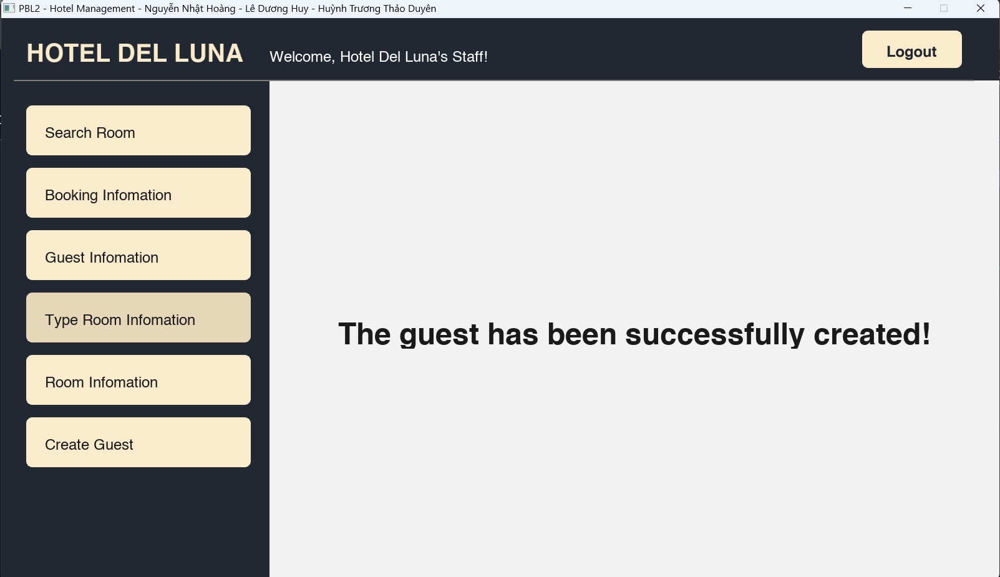 PBL2 - Hotel Management - Nguyễn Nhật Hoàng - Lê Dương Huy - Huỳnh Trương Thảo Duyên
HOTEL DEL LUNA
Welcome, Hotel Del Luna's Staff!
Logout
Search Room
Booking Infomation
Guest Infomation
Type Room Infomation
Room Infomation
Create Guest
The guest has been successfully created!